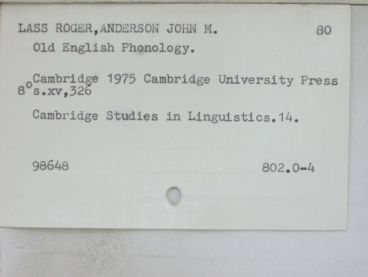 LASS ROGER,ANDERSON JOHN M. 80
Old English Phonology.
Cambridge 1975 Cambridge University Press
8° s.xv,326
Cambridge Studies in Linguistics.14.
98648 802.0-4